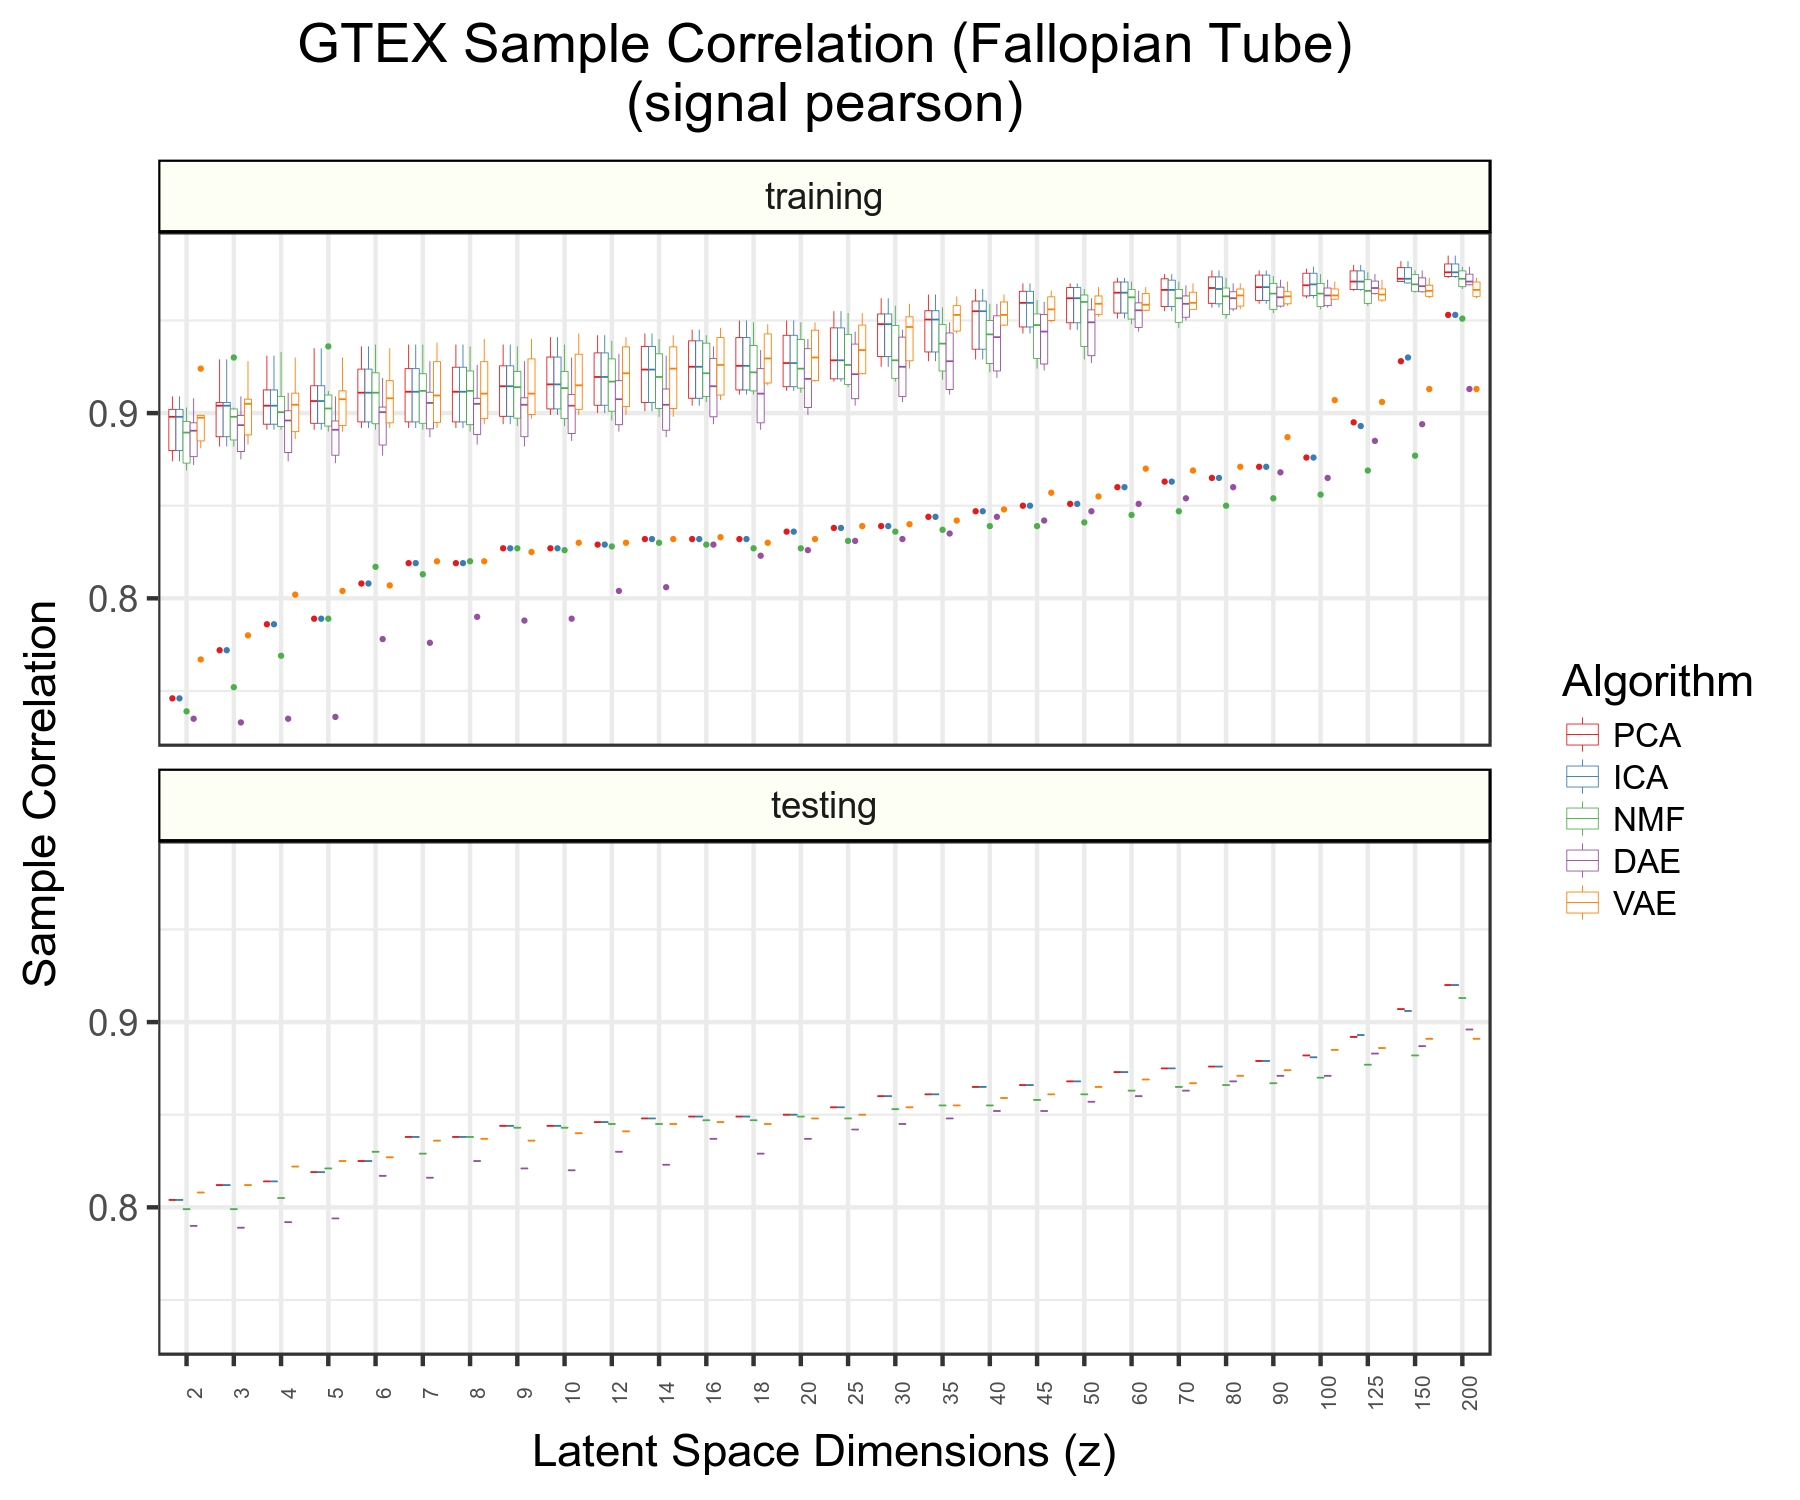 GTEX Sample Correlation (Fallopian Tube)
(signal pearson)
training
0.9
0.8
testing
0.9
0.8
Sample Correlation
2 3 4 5 6 7 8 9 10 12 14 16 18 20 25 30 35 40 45 50 60 70 80 90 100 125 150 200
Latent Space Dimensions (z)
Algorithm
PCA
ICA
NMF
DAE
VAE